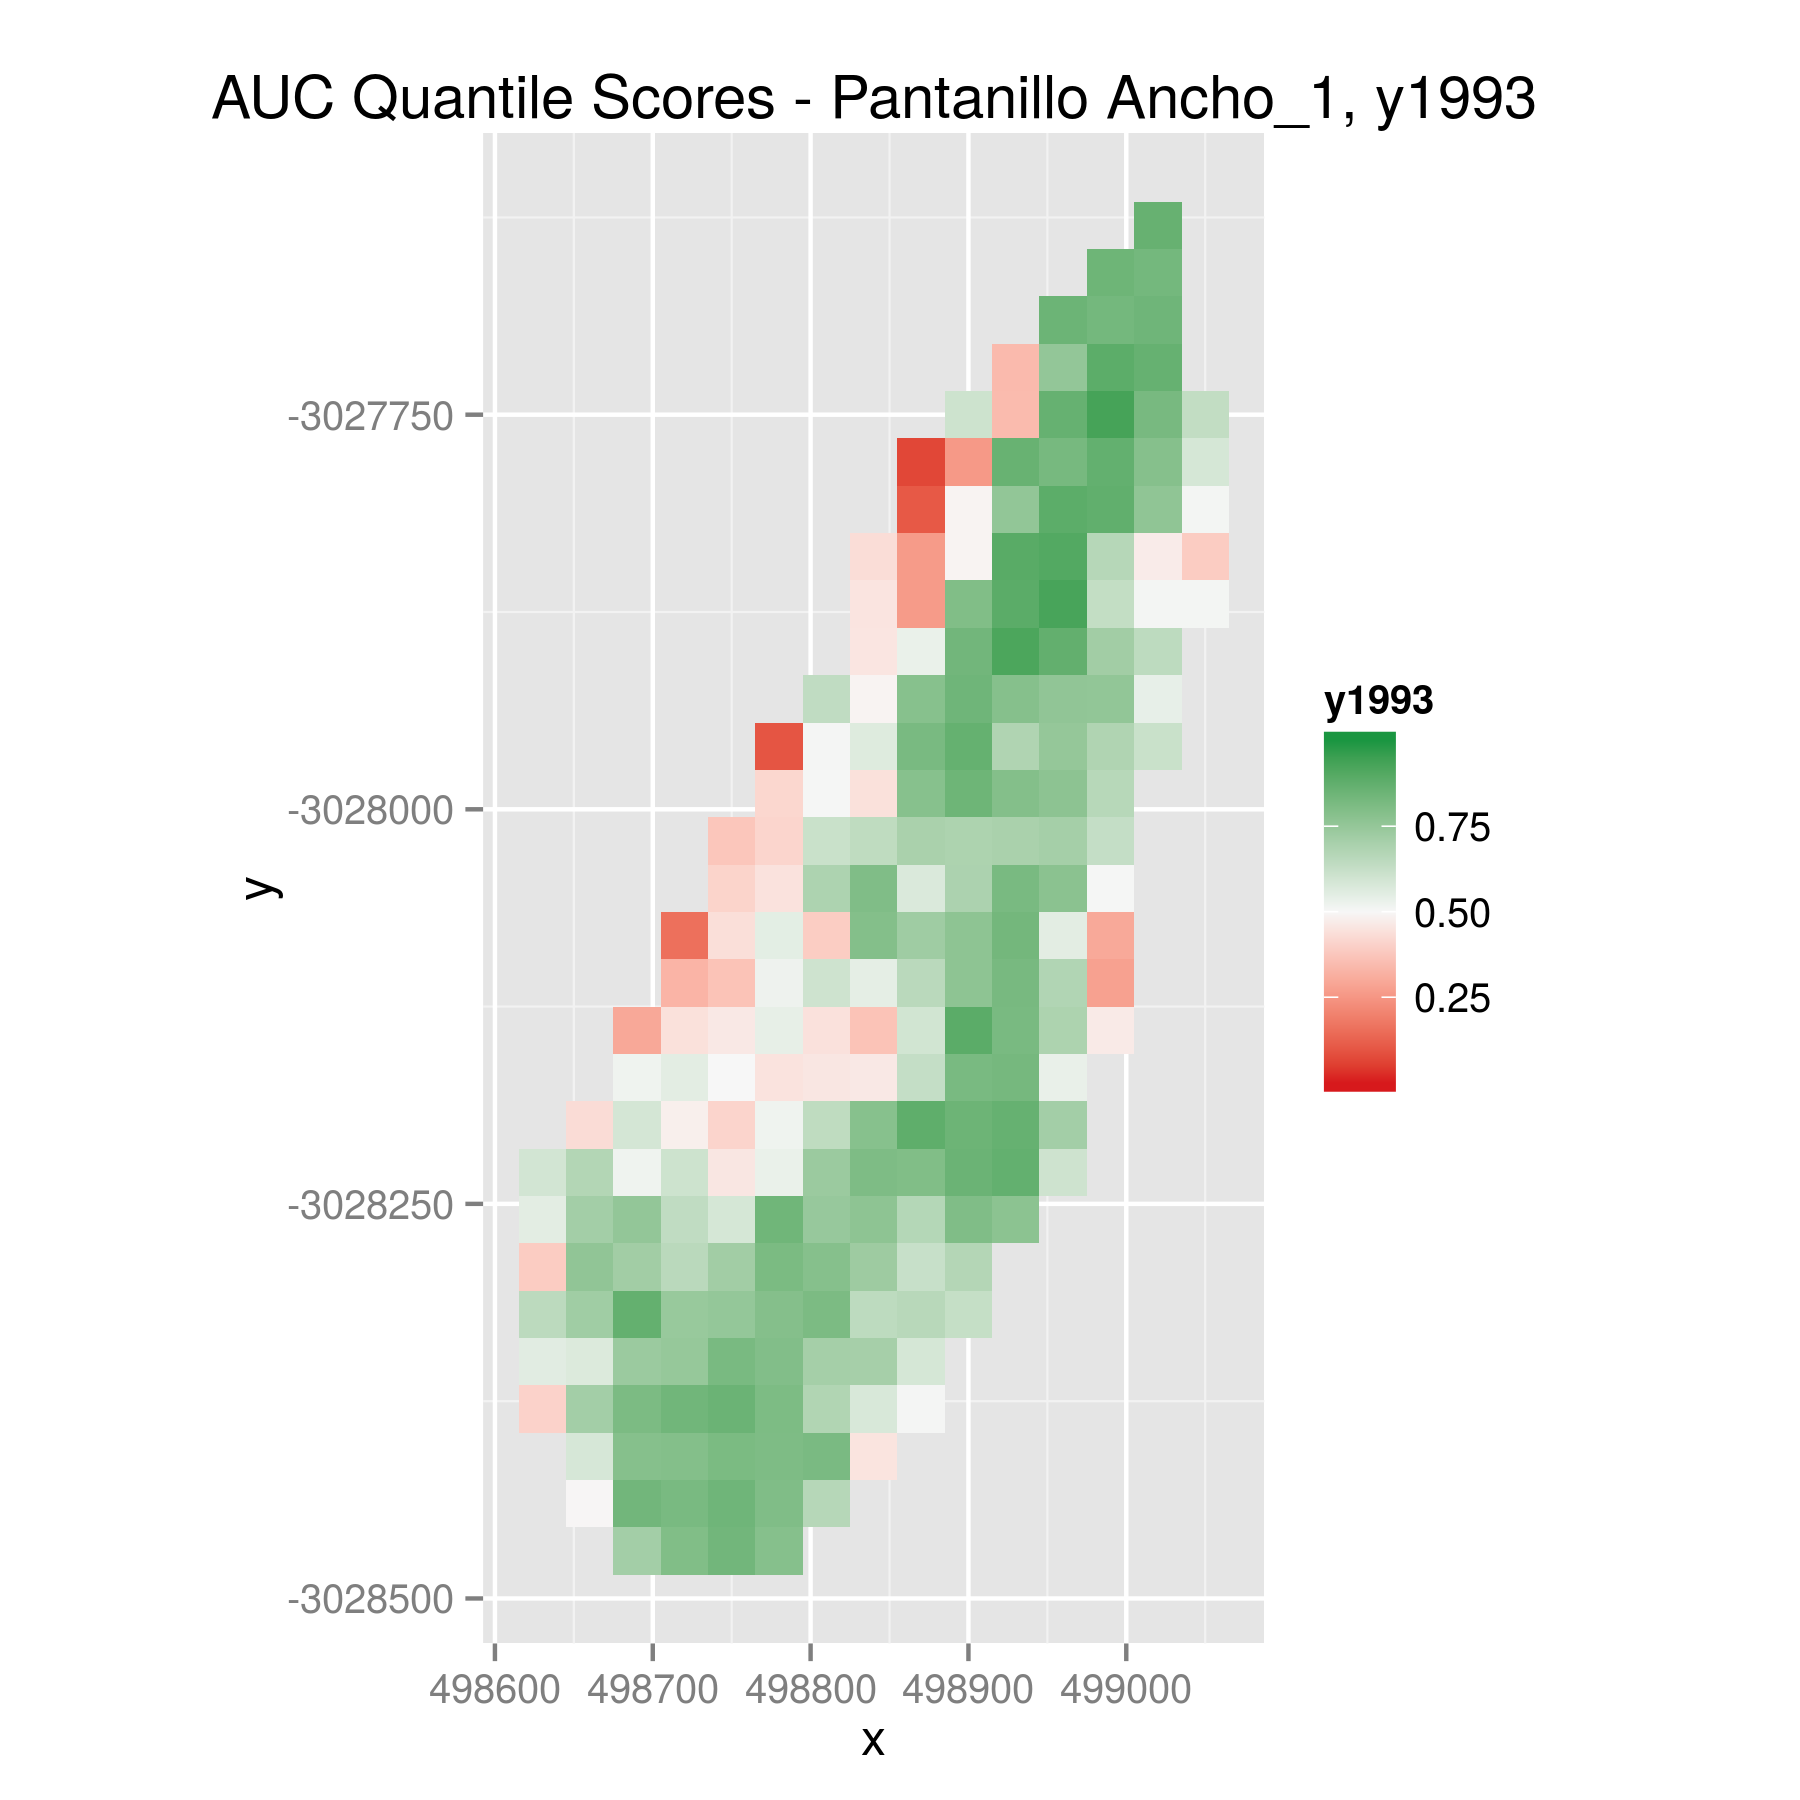 AUC Quantile Scores - Pantanillo Ancho_1, y1993
-3027750
-3028000
-3028250
-3028500
y
498600 498700 498800 498900 499000
x
y1993
0.75
0.50
0.25